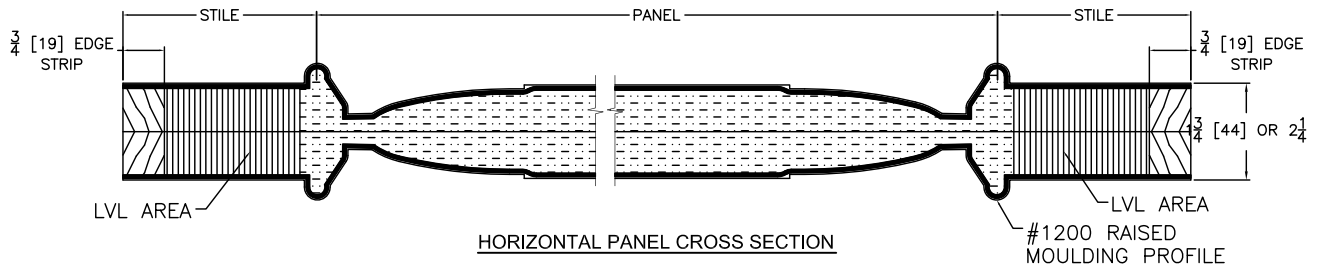 STILE PANEL STILE
3/4 [19] EDGE
STRIP
3/4 [19] EDGE
STRIP
3/4 [44] OR 2 1/4
LVL AREA
LVL AREA
#1200 RAISED
MOULDING PROFILE
HORIZONTAL PANEL CROSS SECTION